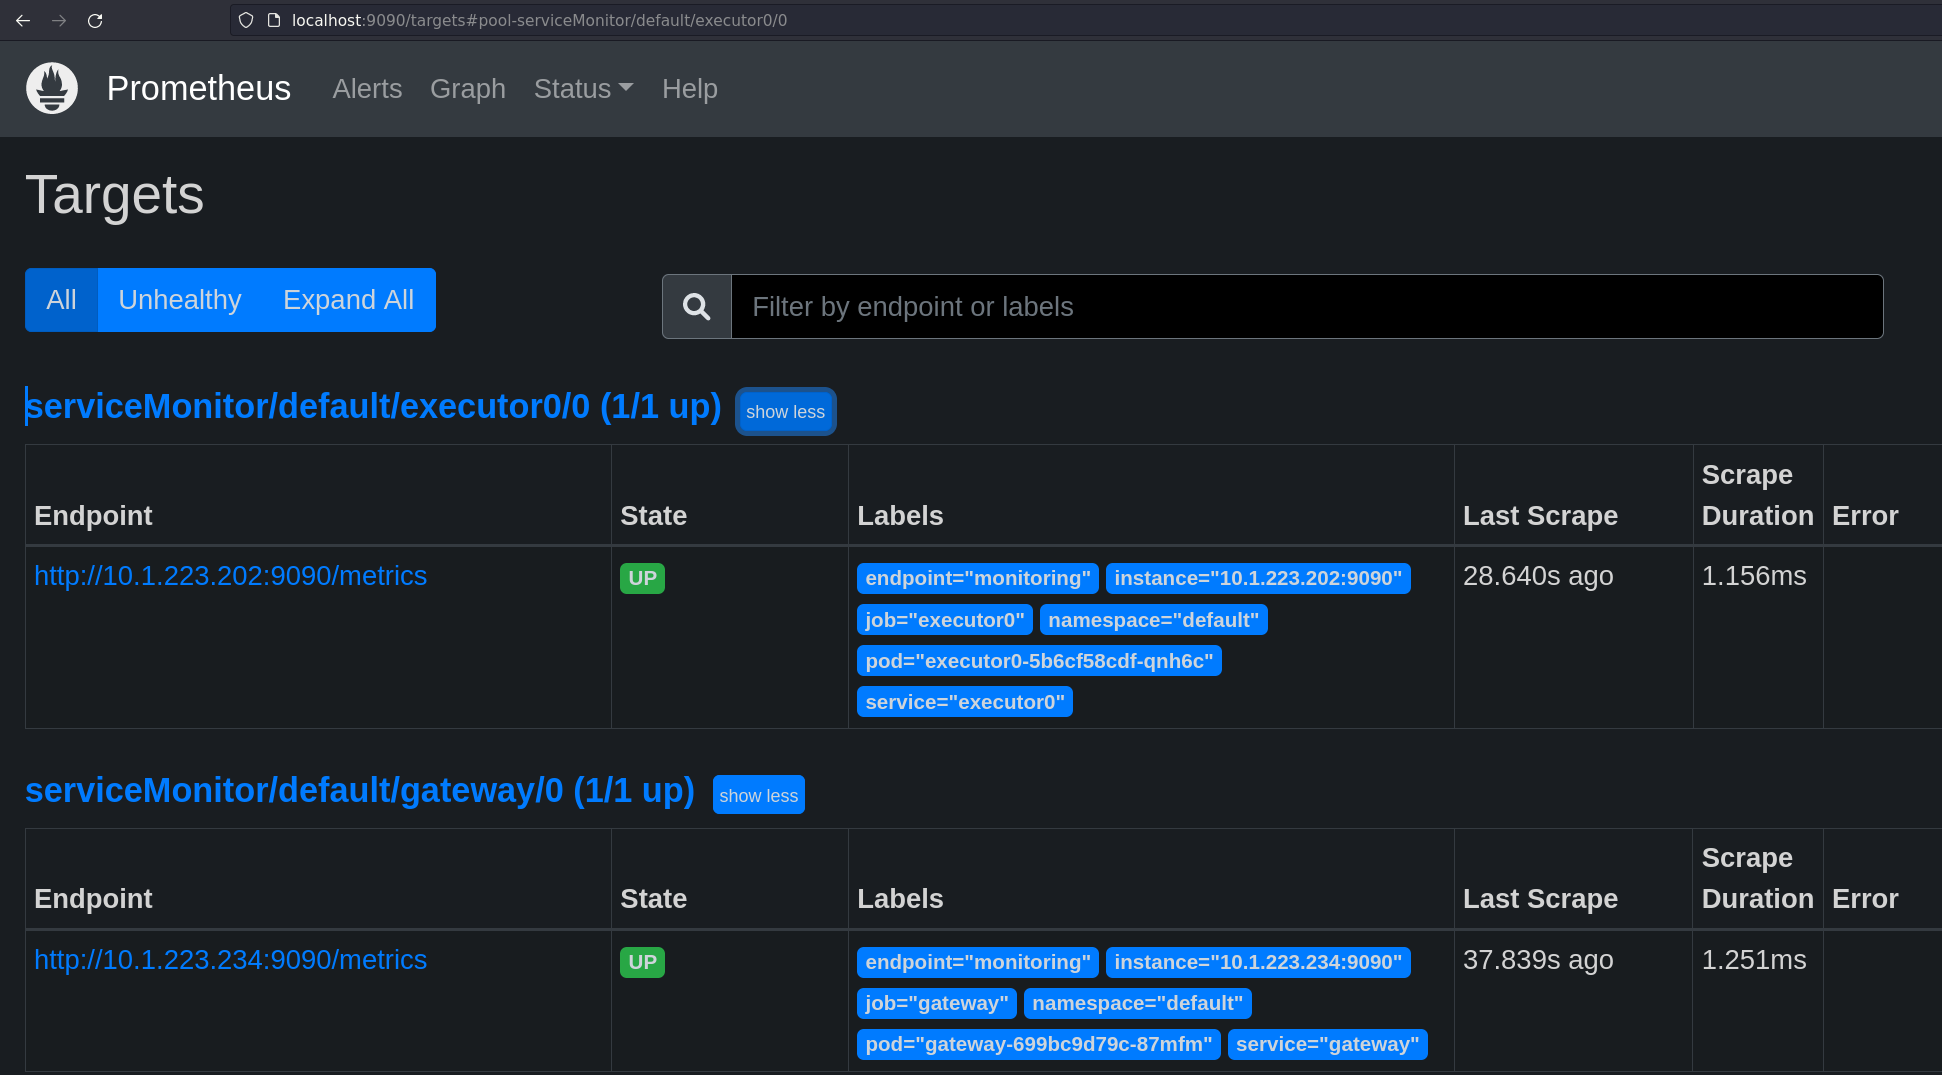 localhost:9090/targets#pool-serviceMonitor/default/executor0/0
Prometheus Alerts Graph Status Help
Targets
All Unhealthy Expand All
Filter by endpoint or labels
serviceMonitor/default/executor0/0 (1/1 up) show less
Endpoint State Labels Last Scrape Scrape Duration Error
http://10.1.223.202:9090/metrics UP endpoint="monitoring" instance="10.1.223.202:9090" 28.640s ago 1.156ms
job="executor0" namespace="default"
pod="executor0-5b6cf58cdf-qnh6c"
service="executor0"
serviceMonitor/default/gateway/0 (1/1 up) show less
Endpoint State Labels Last Scrape Scrape Duration Error
http://10.1.223.234:9090/metrics UP endpoint="monitoring" instance="10.1.223.234:9090" 37.839s ago 1.251ms
job="gateway" namespace="default"
pod="gateway-699bc9d79c-87mfm" service="gateway"